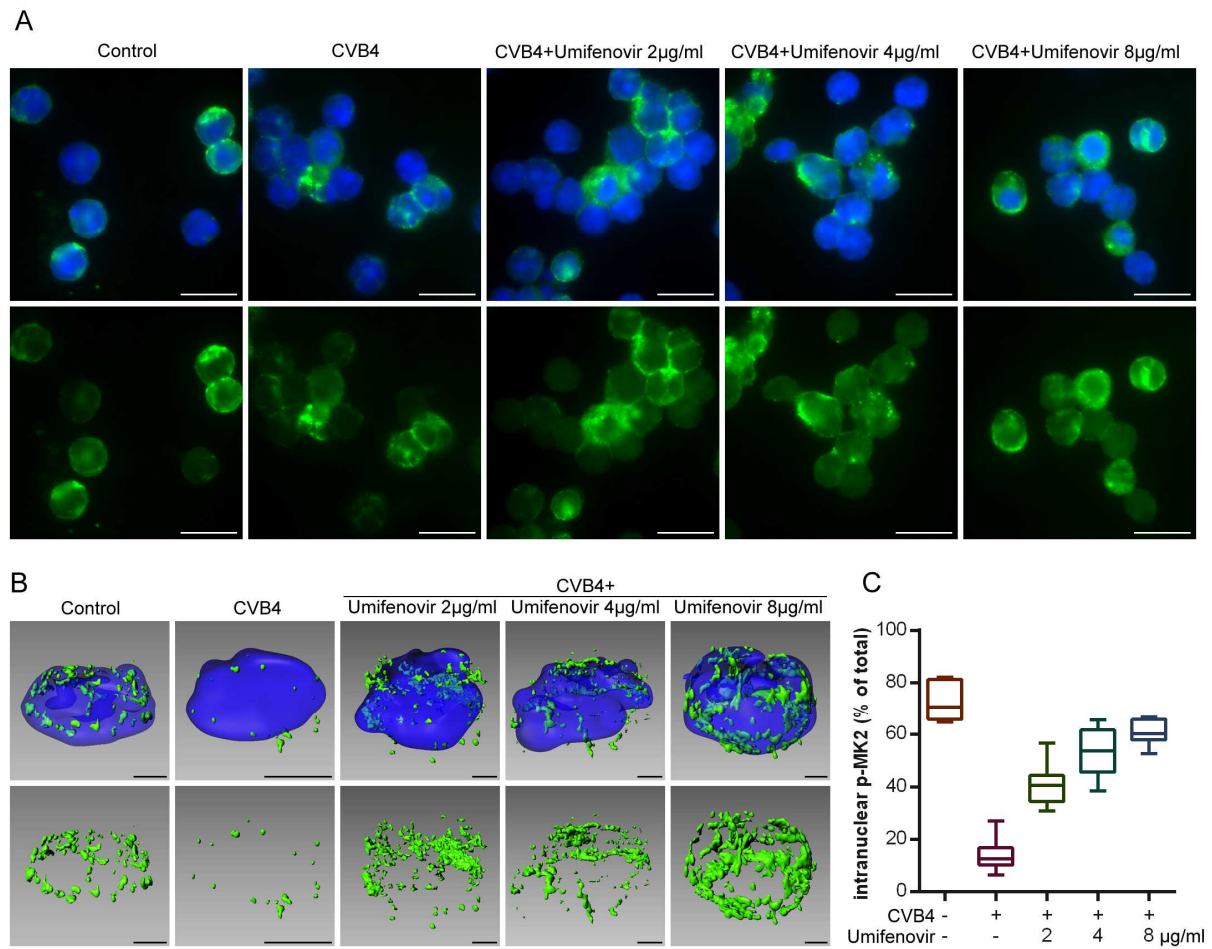 A
Control
CVB4
CVB4+Umifenovir 2µg/ml
CVB4+Umifenovir 4µg/ml
CVB4+Umifenovir 8µg/ml
B
CVB4+
Control
CVB4
Umifenovir 2µg/ml
Umifenovir 4µg/ml
Umifenovir 8µg/ml
C
intranuclear p-MK2 (% of total)
100
80
60
40
20
0
CVB4 - + + + +
Umifenovir - - 2 4 8 µg/ml